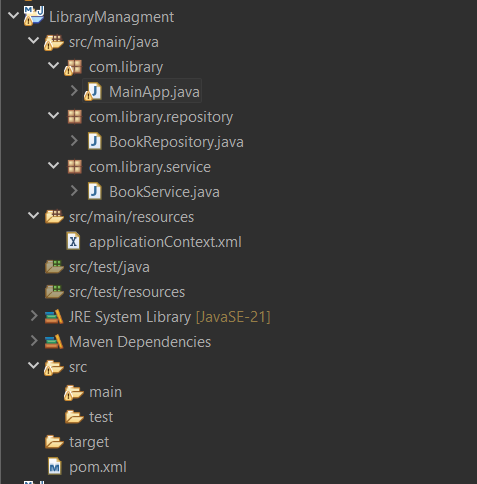 LibraryManagment
src/main/java
com.library
MainApp.java
com.library.repository
BookRepository.java
com.library.service
BookService.java
src/main/resources
applicationContext.xml
src/test/java
src/test/resources
JRE System Library [JavaSE-21]
Maven Dependencies
src
main
test
target
pom.xml